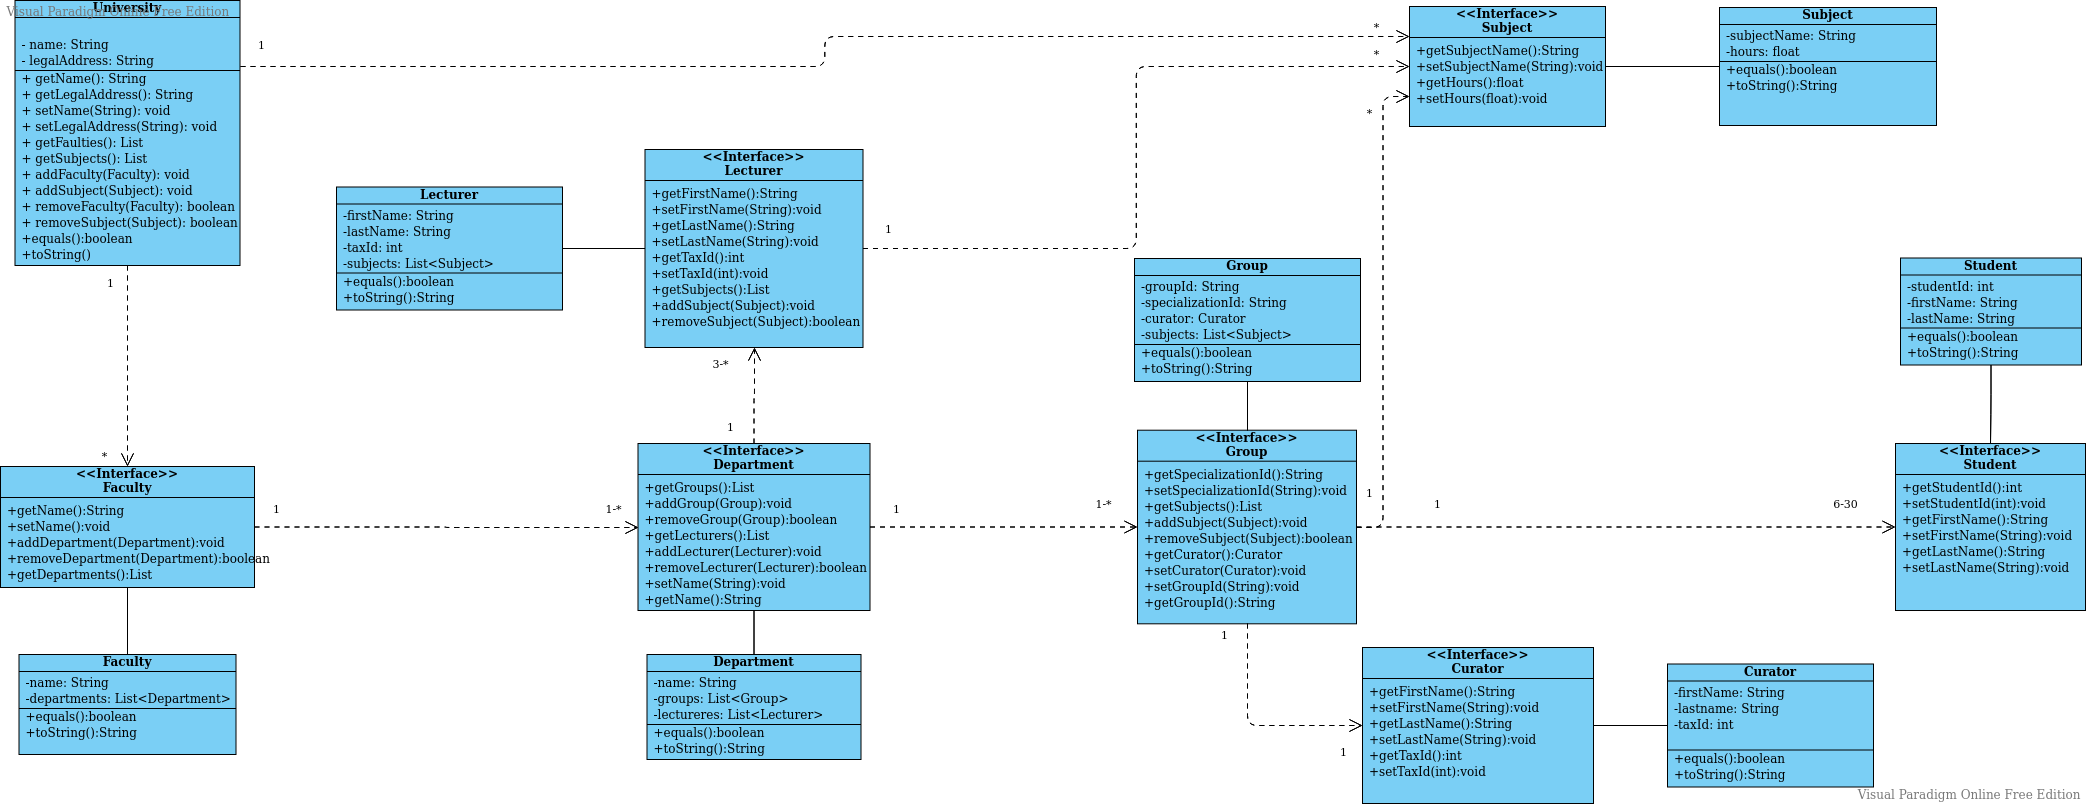 Visual Paradigm Online Free Edition
University
- name: String
- legalAddress: String
+ getName(): String
+ getLegalAddress(): String
+ setName(String): void
+ setLegalAddress(String): void
+ getFaulties(): List
+ getSubjects(): List
+ addFaculty(Faculty): void
+ addSubject(Subject): void
+ removeFaculty(Faculty): boolean
+ removeSubject(Subject): boolean
+equals():boolean
+toString()
1
*
1
*
<<Interface>>
Subject
+getSubjectName():String
+setSubjectName(String):void
+getHours():float
+setHours(float):void
*
*
Subject
-subjectName: String
-hours: float
+equals():boolean
+toString():String
Lecturer
-firstName: String
-lastName: String
-taxId: int
-subjects: List<Subject>
+equals():boolean
+toString():String
<<Interface>>
Lecturer
+getFirstName():String
+setFirstName(String):void
+getLastName():String
+setLastName(String):void
+getTaxId():int
+setTaxId(int):void
+getSubjects():List
+addSubject(Subject):void
+removeSubject(Subject):boolean
1
3-*
1
Group
-groupId: String
-specializationId: String
-curator: Curator
-subjects: List<Subject>
+equals():boolean
+toString():String
Student
-studentId: int
-firstName: String
-lastName: String
+equals():boolean
+toString():String
<<Interface>>
Faculty
+getName():String
+setName():void
+addDepartment(Department):void
+removeDepartment(Department):boolean
+getDepartments():List
1
1-*
<<Interface>>
Department
+getGroups():List
+addGroup(Group):void
+removeGroup(Group):boolean
+getLecturers():List
+addLecturer(Lecturer):void
+removeLecturer(Lecturer):boolean
+setName(String):void
+getName():String
1
1-*
<<Interface>>
Group
+getSpecializationId():String
+setSpecializationId(String):void
+getSubjects():List
+addSubject(Subject):void
+removeSubject(Subject):boolean
+getCurator():Curator
+setCurator(Curator):void
+setGroupId(String):void
+getGroupId():String
1
1
6-30
<<Interface>>
Student
+getStudentId():int
+setStudentId(int):void
+getFirstName():String
+setFirstName(String):void
+getLastName():String
+setLastName(String):void
1
1
Faculty
-name: String
-departments: List<Department>
+equals():boolean
+toString():String
Department
-name: String
-groups: List<Group>
-lectureres: List<Lecturer>
+equals():boolean
+toString():String
<<Interface>>
Curator
+getFirstName():String
+setFirstName(String):void
+getLastName():String
+setLastName(String):void
+getTaxId():int
+setTaxId(int):void
Curator
-firstName: String
-lastname: String
-taxId: int
+equals():boolean
+toString():String
Visual Paradigm Online Free Edition